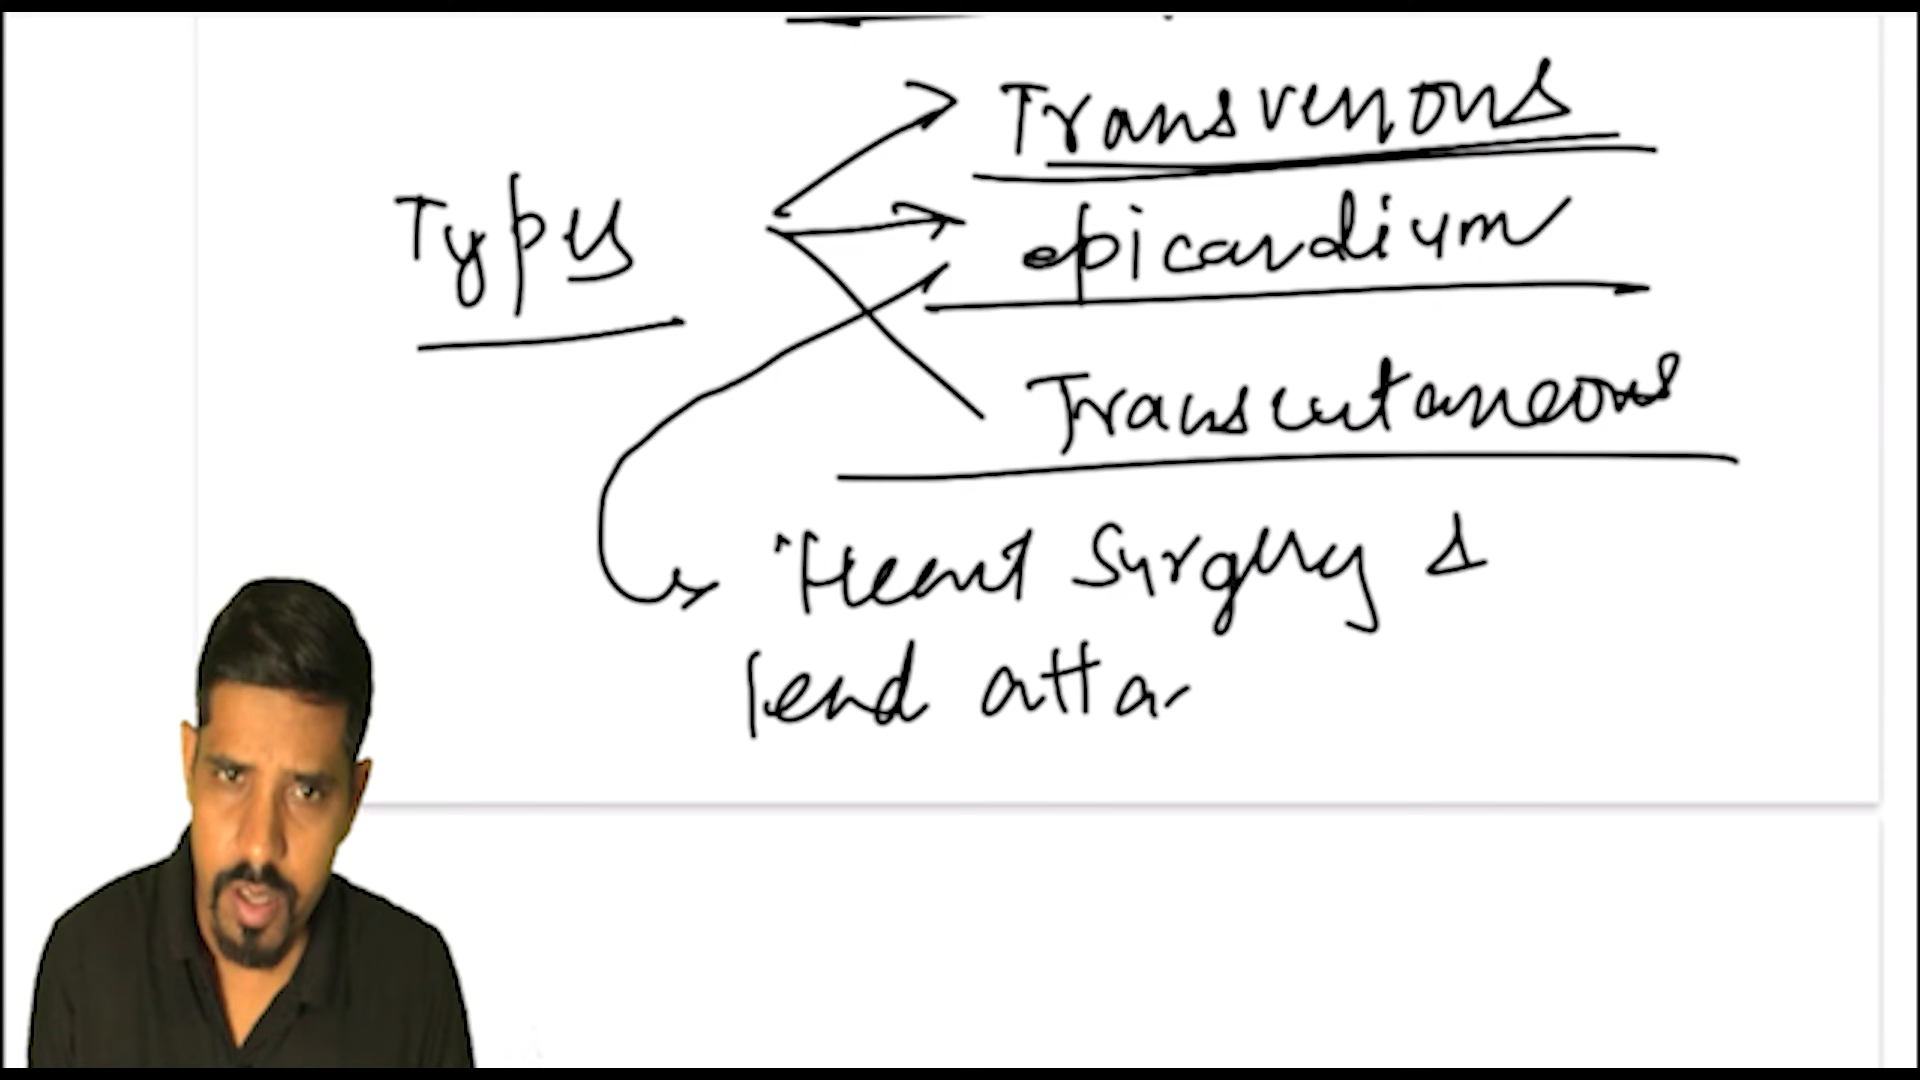 Transvenous
Types
epicardium
Transcutaneous
Heart Surgery &
lead atta